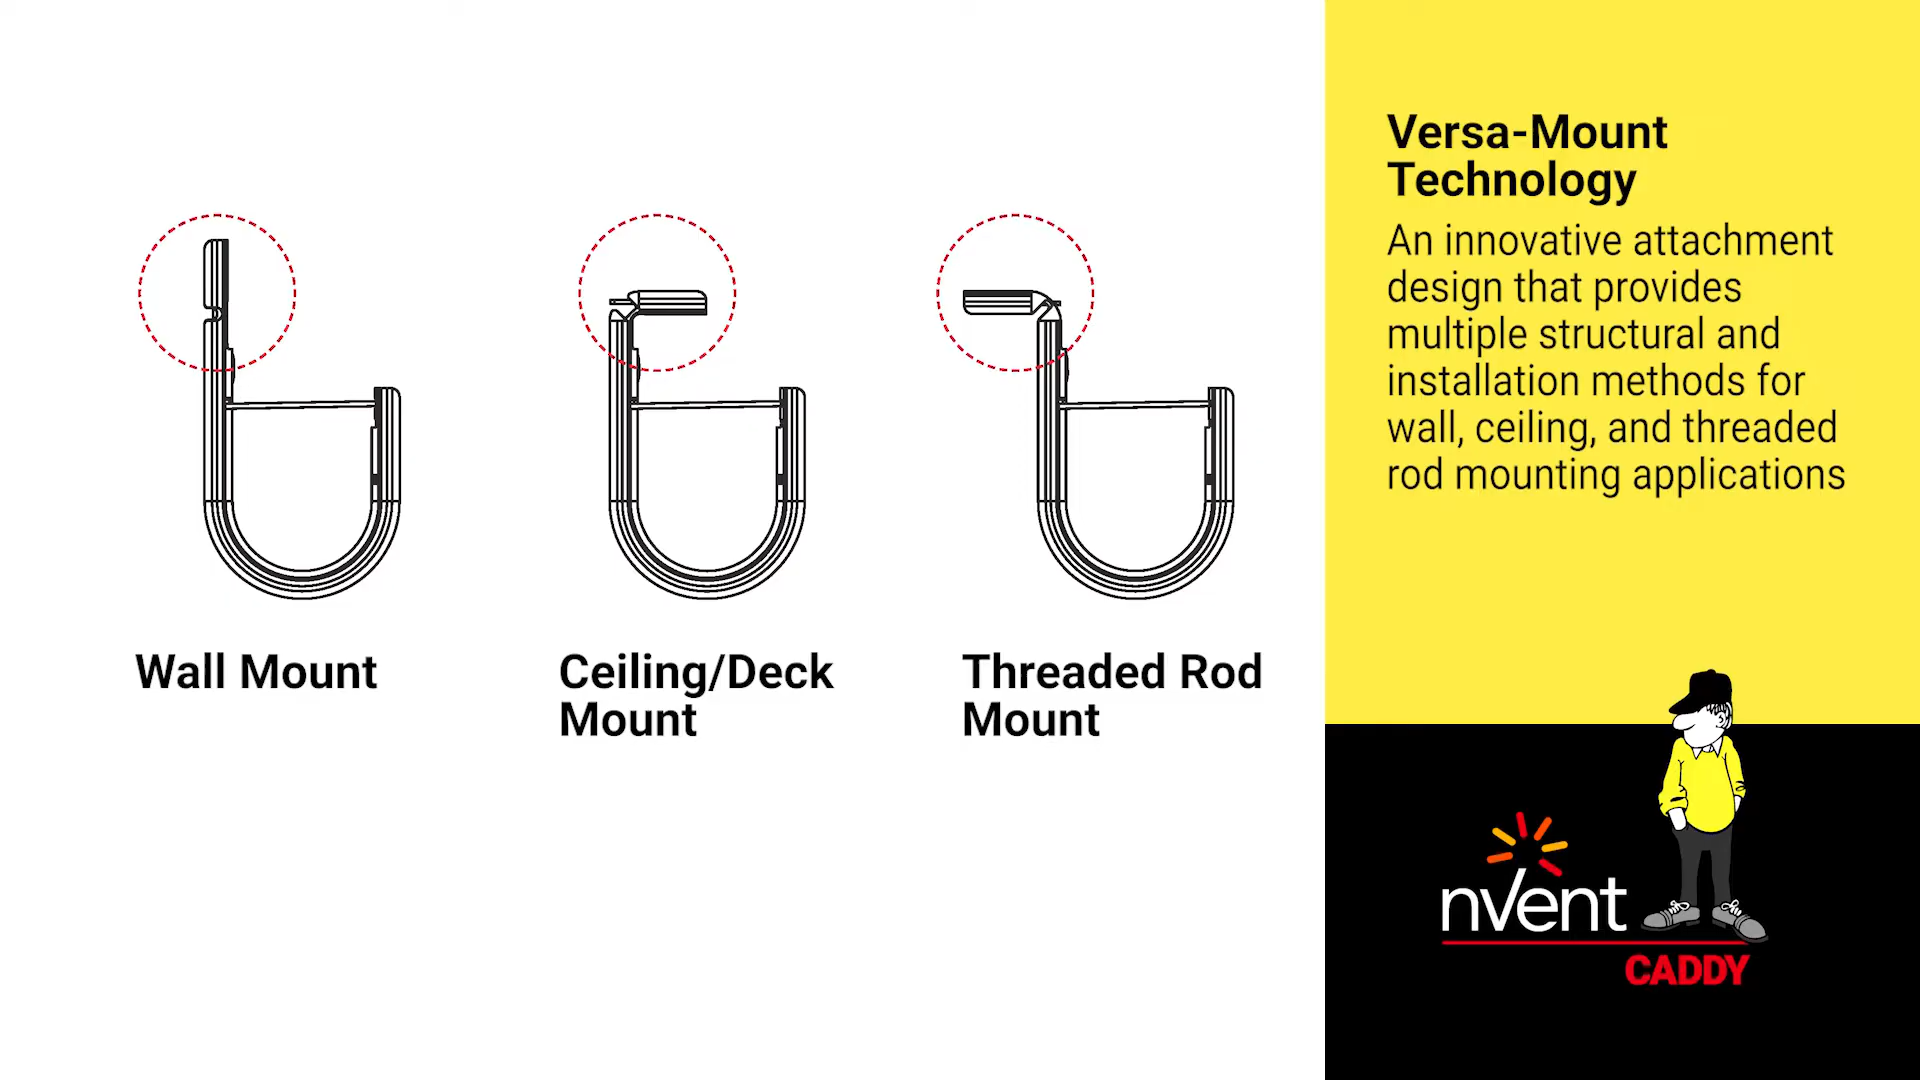 Wall Mount
Ceiling/Deck
Mount
Threaded Rod
Mount
Versa-Mount
Technology
An innovative attachment
design that provides
multiple structural and
installation methods for
wall, ceiling, and threaded
rod mounting applications
nVent
CADDY